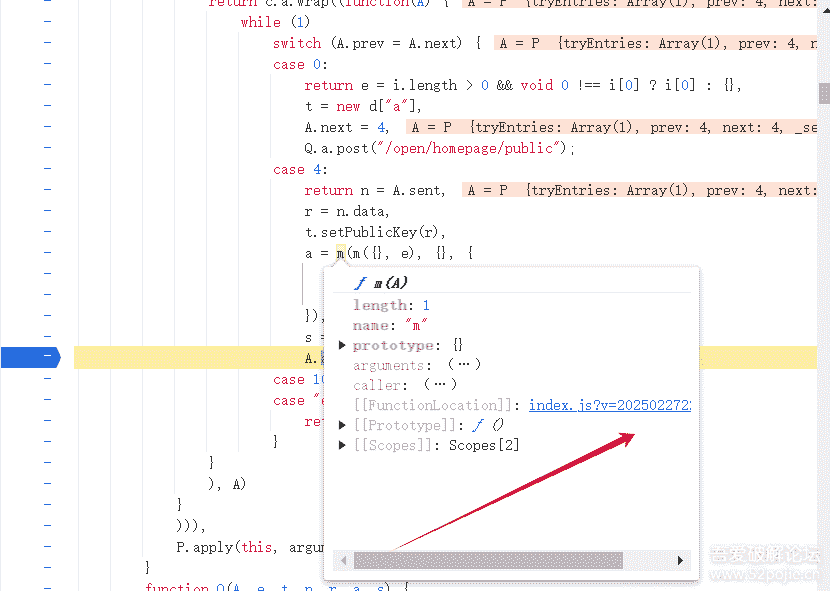 return c.a.wrap((function(A) { A = P {tryEntries: Array(1), prev: 4, next:
while (1)
switch (A.prev = A.next) { A = P {tryEntries: Array(1), prev: 4, n
case 0:
return e = i.length > 0 && void 0 !== i[0] ? i[0] : {},
t = new d["a"],
A.next = 4, A = P {tryEntries: Array(1), prev: 4, next: 4, _se
Q.a.post("/open/homepage/public");
case 4:
return n = A.sent, A = P {tryEntries: Array(1), prev: 4, next:
r = n.data,
t.setPublicKey(r),
a = m(m({}, e), {}, {
ƒ m(A)
length: 1
}),
name: "m"
s =
▶ prototype: {}
A.
arguments: (…)
case 10
caller: (…)
case "e
[[FunctionLocation]]: index.js?v=2025022722
ret
▶ [[Prototype]]: ƒ ()
}
▶ [[Scopes]]: Scopes[2]
}
), A)
}
))),
P.apply(this, argum
}
function O(A, e, t, n, r, a, s) {
吾爱破解论坛
www.52pojie.cn